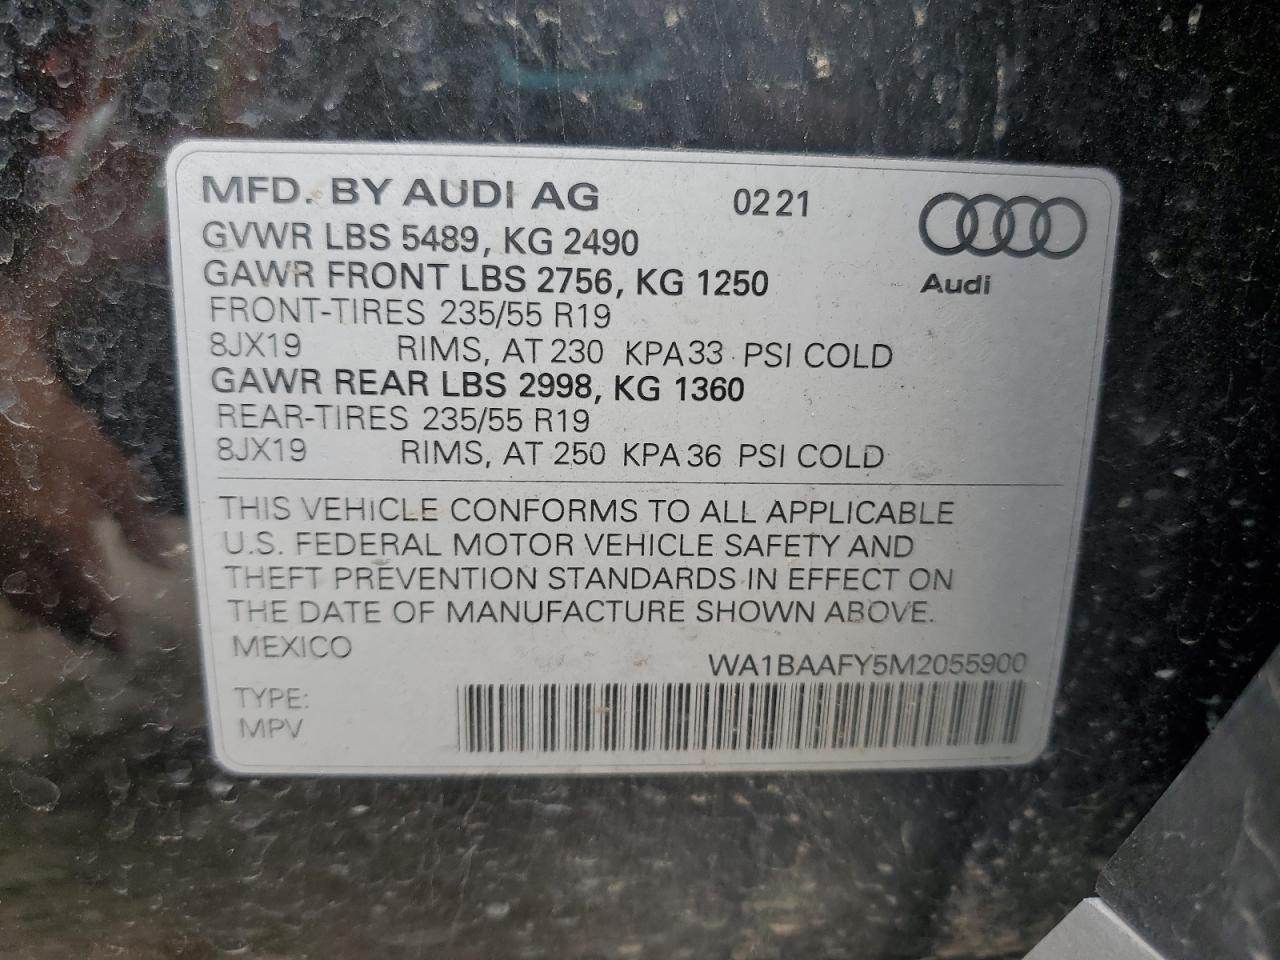 MFD. BY AUDI AG 0221
GVWR LBS 5489, KG 2490
GAWR FRONT LBS 2756, KG 1250
Audi
FRONT-TIRES 235/55 R19
8JX19 RIMS, AT 230 KPA 33 PSI COLD
GAWR REAR LBS 2998, KG 1360
REAR-TIRES 235/55 R19
8JX19 RIMS, AT 250 KPA 36 PSI COLD
THIS VEHICLE CONFORMS TO ALL APPLICABLE
U.S. FEDERAL MOTOR VEHICLE SAFETY AND
THEFT PREVENTION STANDARDS IN EFFECT ON
THE DATE OF MANUFACTURE SHOWN ABOVE.
MEXICO
WA1BAAFY5M2055900
TYPE:
MPV